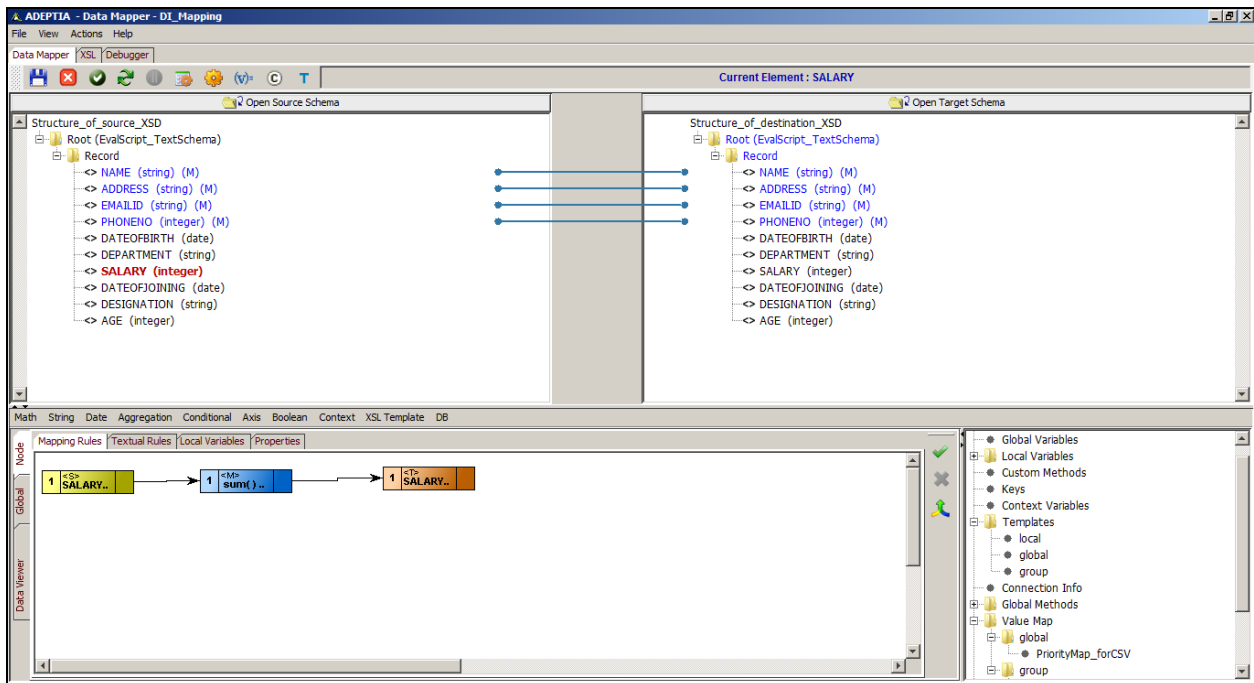 ADEPTIA - Data Mapper - DI_Mapping
File View Actions Help
Data Mapper XSL Debugger
(v)= C T Current Element : SALARY
Open Source Schema Open Target Schema
Structure_of_source_XSD
Root (EvalScript_TextSchema)
Record
<> NAME (string) (M)
<> ADDRESS (string) (M)
<> EMAILID (string) (M)
<> PHONENO (integer) (M)
<> DATEOFBIRTH (date)
<> DEPARTMENT (string)
<> SALARY (integer)
<> DATEOFJOINING (date)
<> DESIGNATION (string)
<> AGE (integer)
Structure_of_destination_XSD
Root (EvalScript_TextSchema)
Record
<> NAME (string) (M)
<> ADDRESS (string) (M)
<> EMAILID (string) (M)
<> PHONENO (integer) (M)
<> DATEOFBIRTH (date)
<> DEPARTMENT (string)
<> SALARY (integer)
<> DATEOFJOINING (date)
<> DESIGNATION (string)
<> AGE (integer)
Math String Date Aggregation Conditional Axis Boolean Context XSL Template DB
Node
Global
Data Viewer
Mapping Rules Textual Rules Local Variables Properties
1 <S> SALARY..
1 <M> sum()..
1 <T> SALARY..
Global Variables
Local Variables
Custom Methods
Keys
Context Variables
Templates
local
global
group
Connection Info
Global Methods
Value Map
global
PriorityMap_forCSV
group